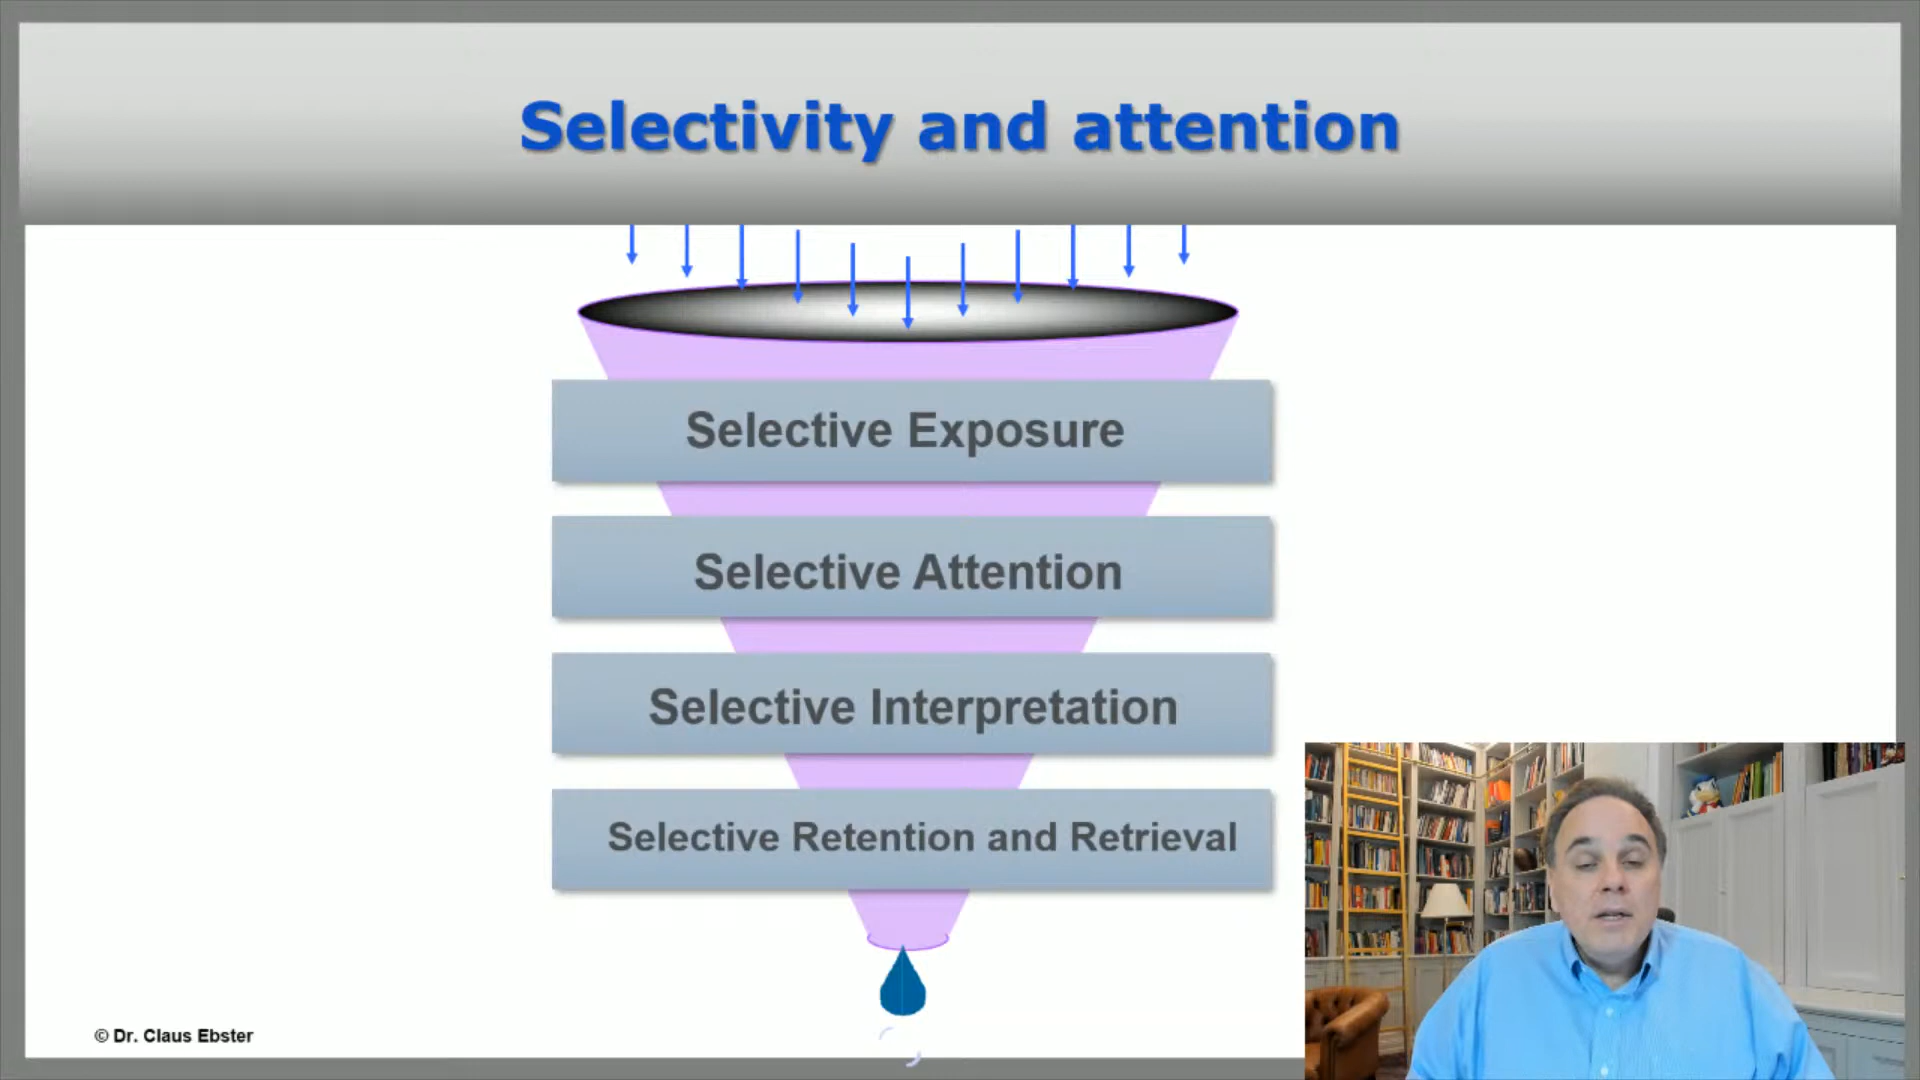 Selectivity and attention
Selective Exposure
Selective Attention
Selective Interpretation
Selective Retention and Retrieval
© Dr. Claus Ebster